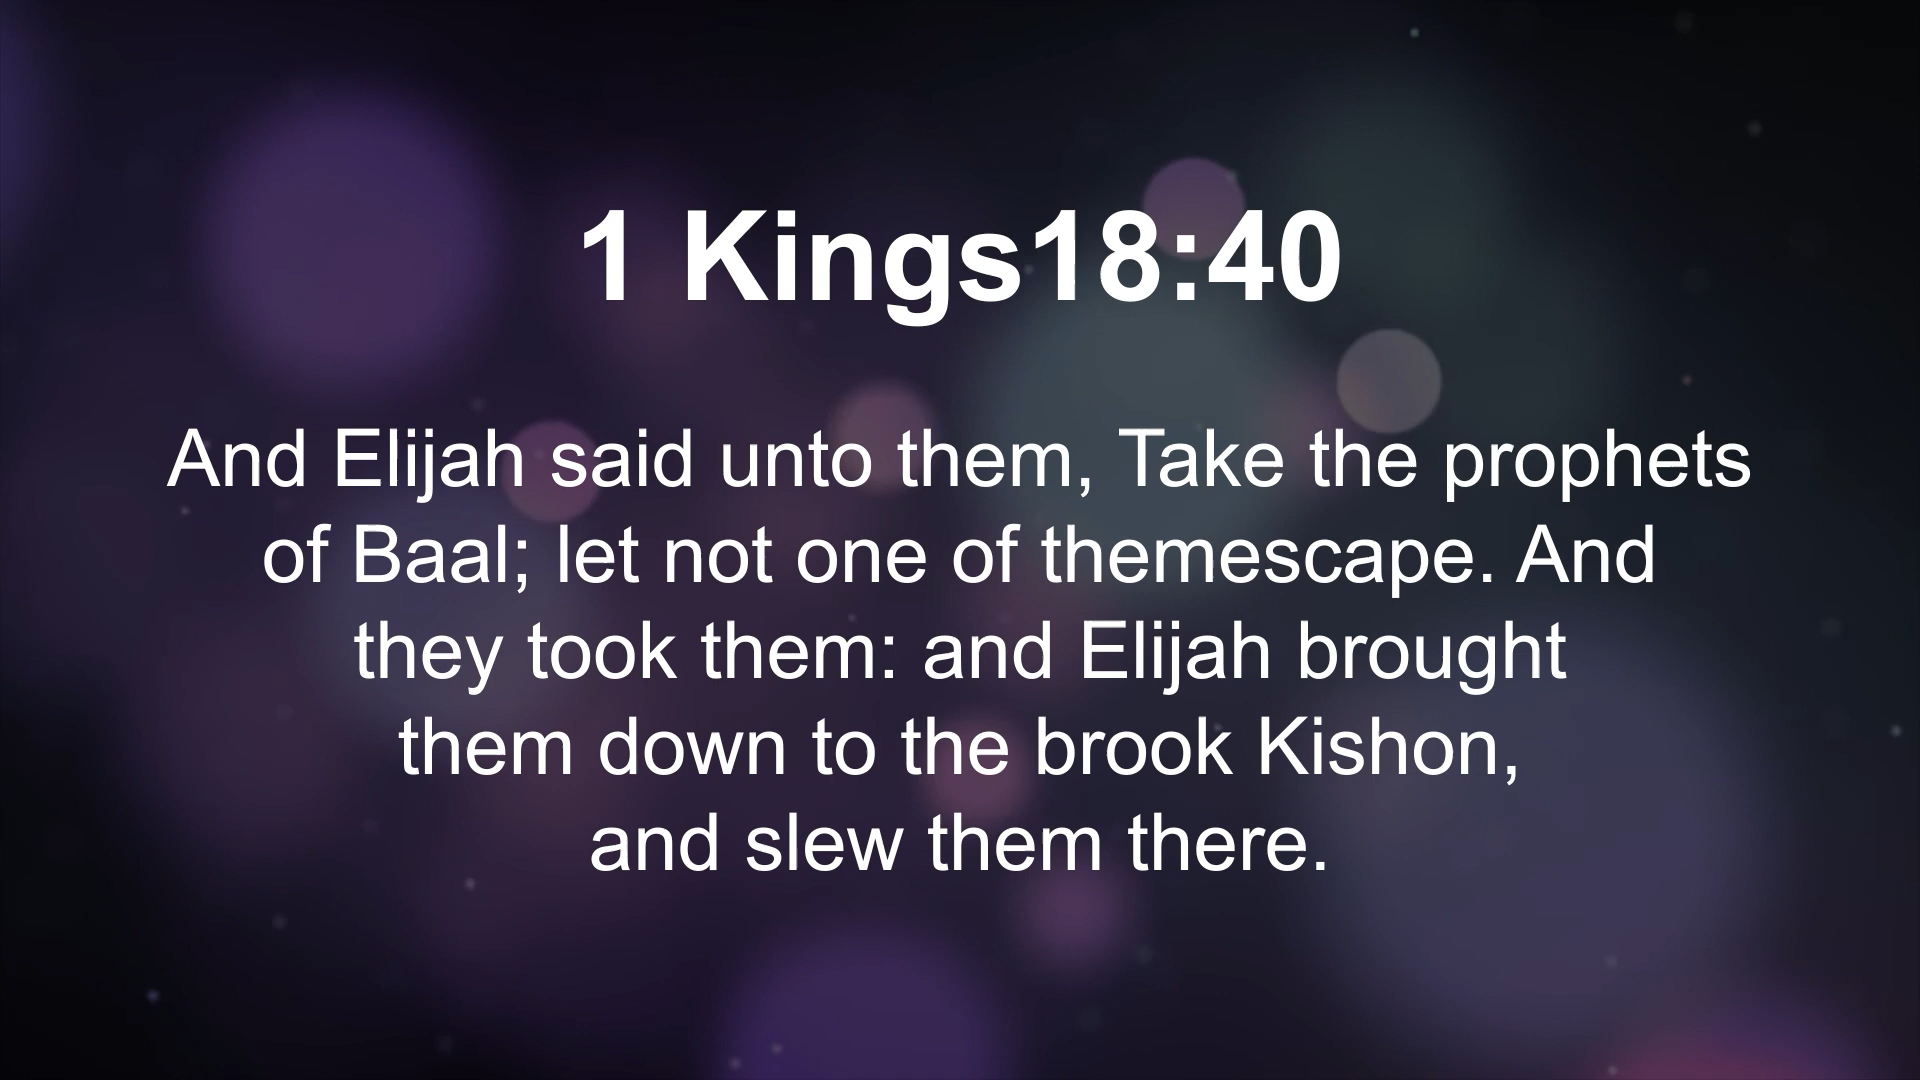 1 Kings18:40
And Elijah said unto them, Take the prophets
of Baal; let not one of themescape. And
they took them: and Elijah brought
them down to the brook Kishon,
and slew them there.